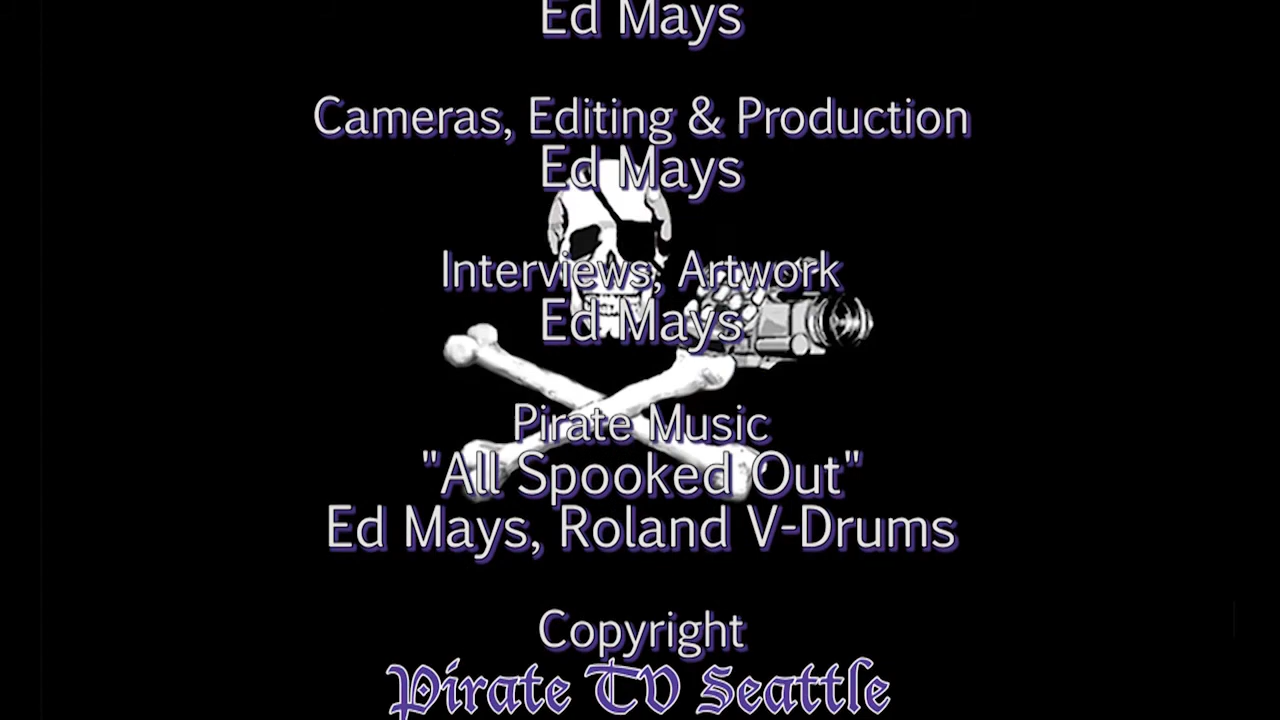 Ed Mays
Cameras, Editing & Production
Ed Mays
Interviews, Artwork
Ed Mays
Pirate Music
"All Spooked Out"
Ed Mays, Roland V-Drums
Copyright
Pirate TV Seattle